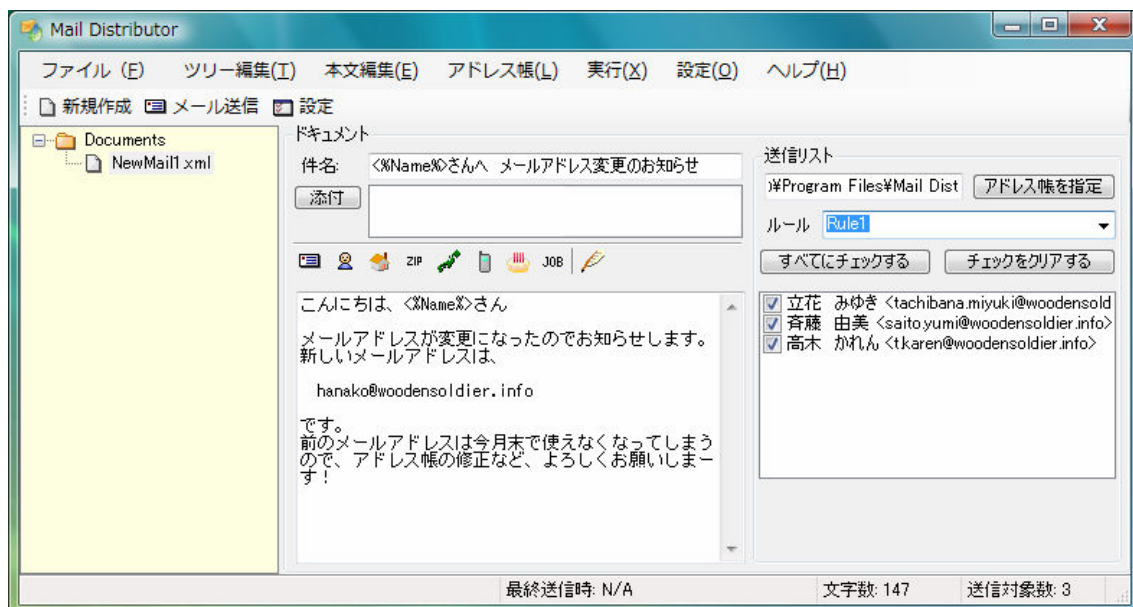 Mail Distributor
ファイル (F) ツリー編集(T) 本文編集(E) アドレス帳(L) 実行(X) 設定(O) ヘルプ(H)
新規作成 メール送信 設定
Documents
NewMail1.xml
ドキュメント
件名: <%Name%>さんへ メールアドレス変更のお知らせ
添付
ZIP JOB
こんにちは、<%Name%>さん
メールアドレスが変更になったのでお知らせします。
新しいメールアドレスは、
hanako@woodensoldier.info
です。
前のメールアドレスは今月末で使えなくなってしまう
ので、アドレス帳の修正など、よろしくお願いしまー
す!
送信リスト
)¥Program Files¥Mail Dist アドレス帳を指定
ルール Rule1
すべてにチェックする チェックをクリアする
立花 みゆき <tachibana.miyuki@woodensold
斉藤 由美 <saito.yumi@woodensoldier.info>
高木 かれん <t.karen@woodensoldier.info>
最終送信時: N/A 文字数: 147 送信対象数: 3